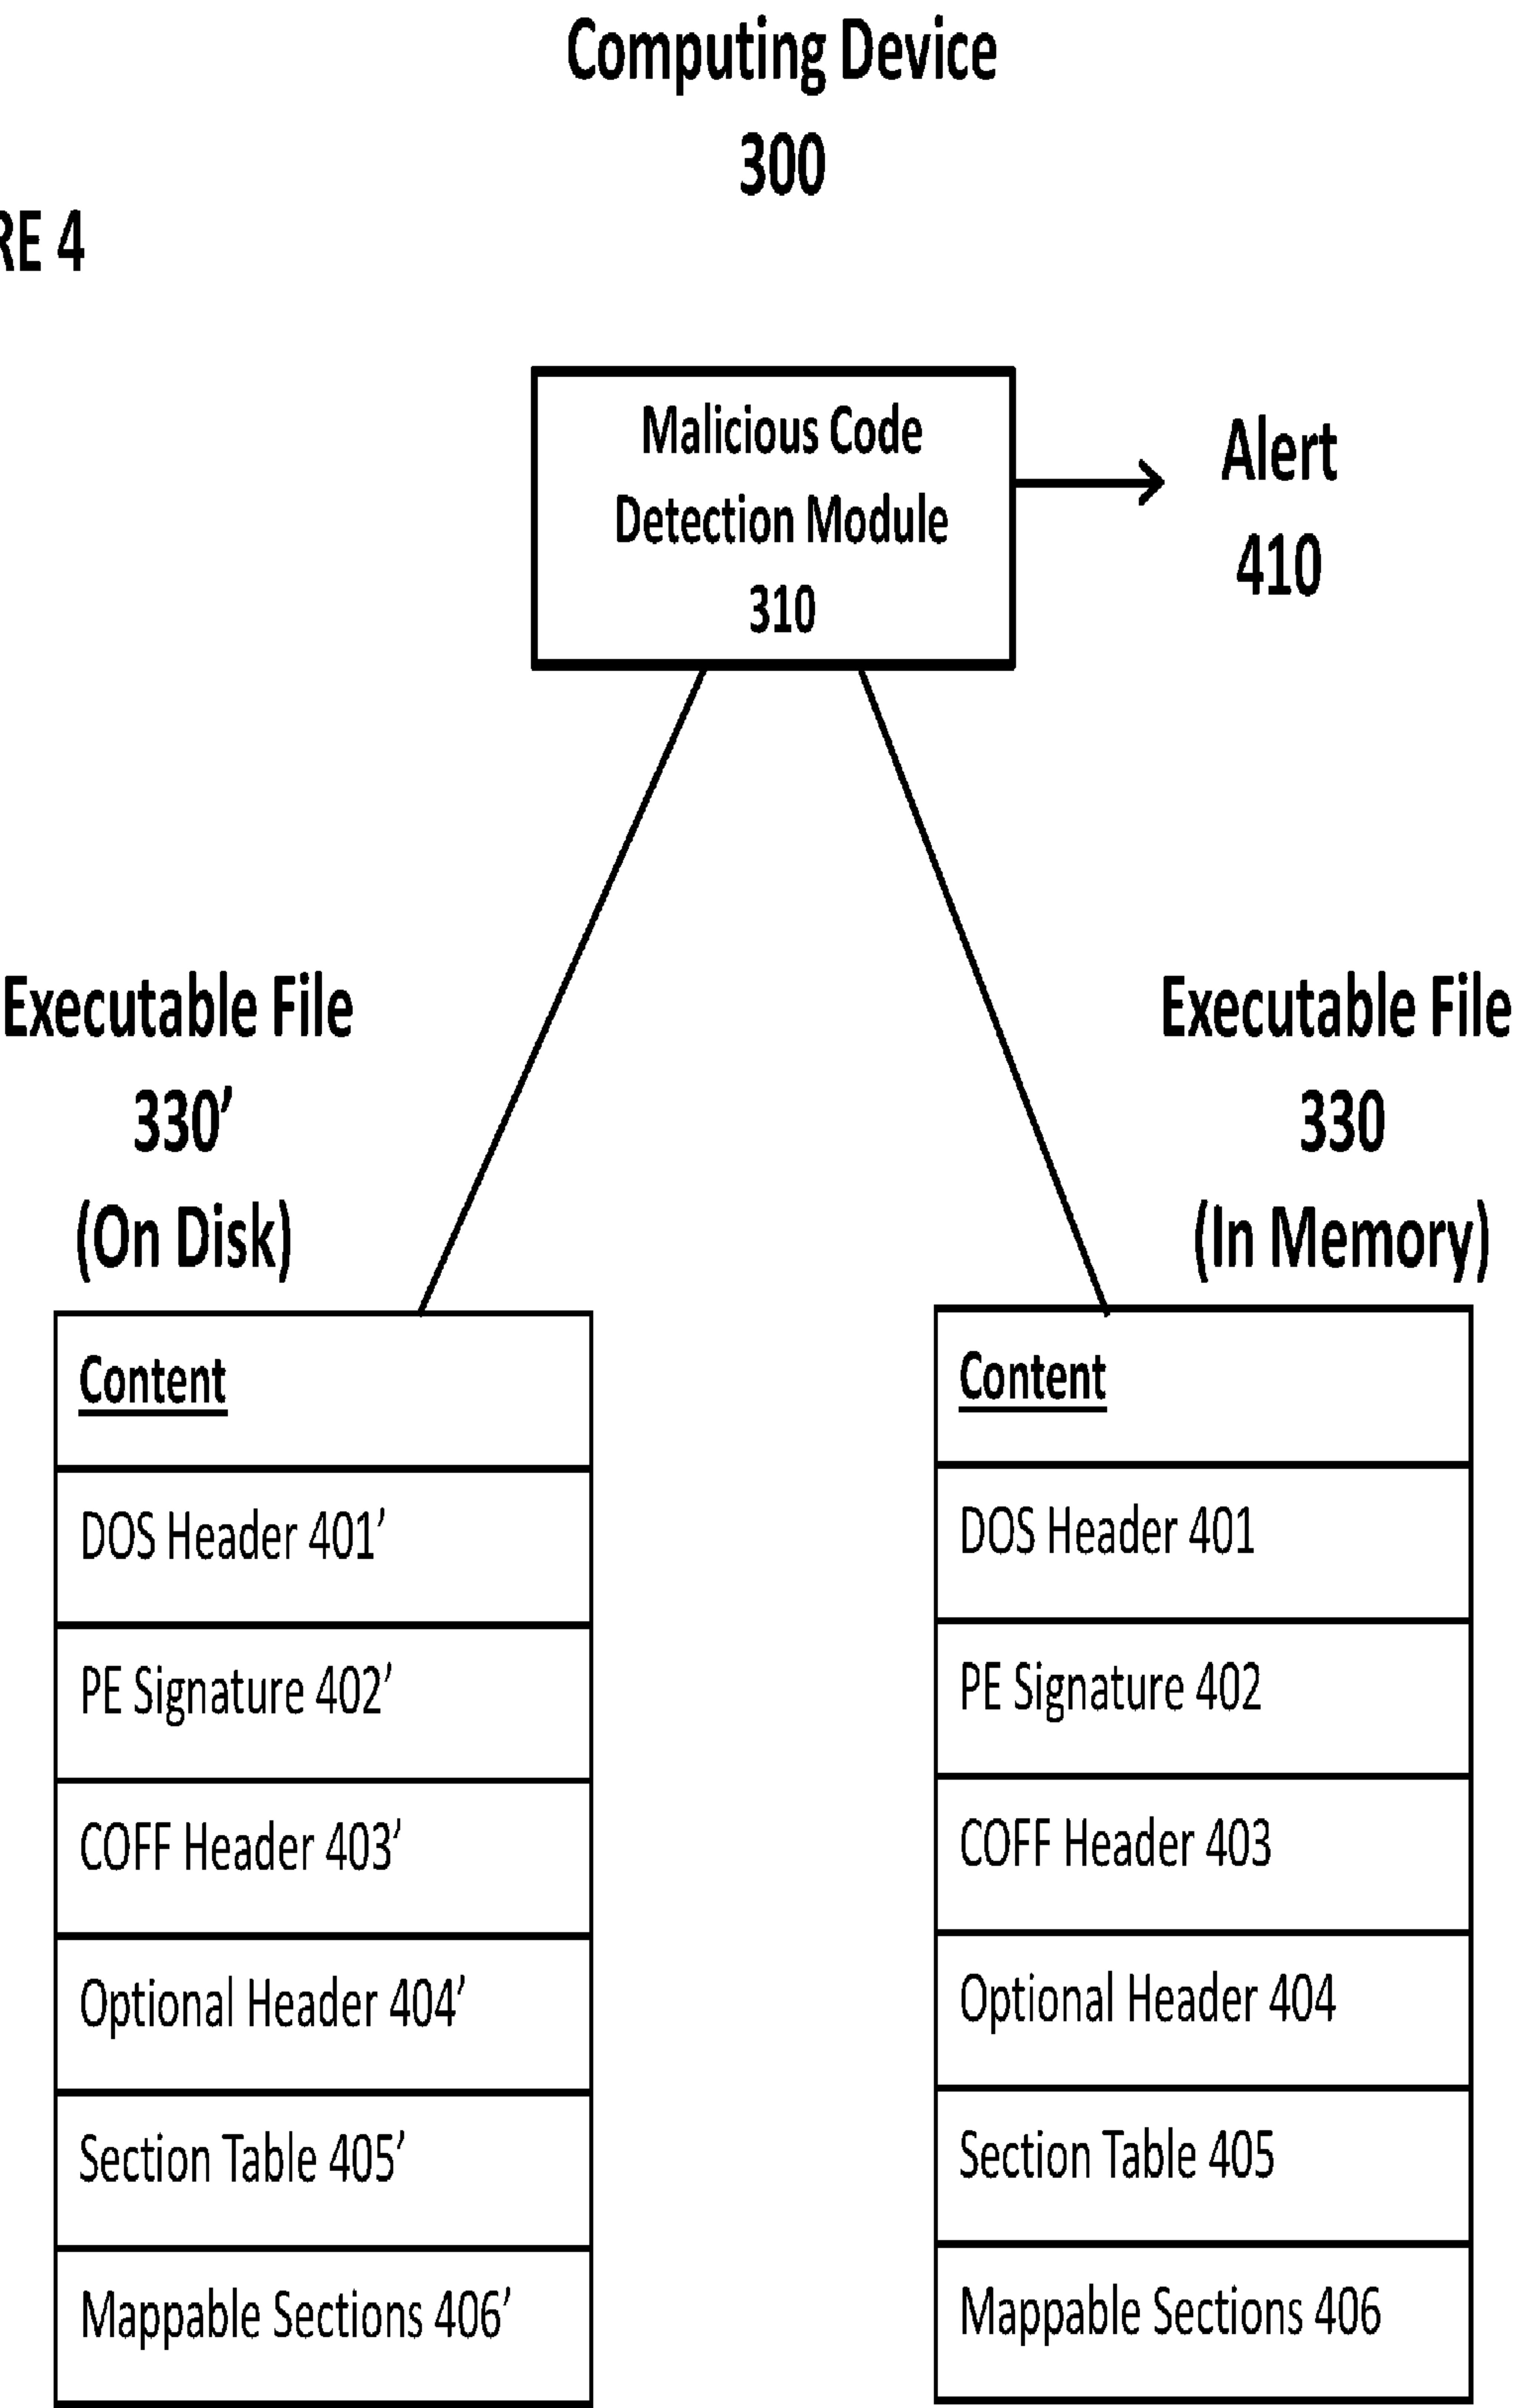 Computing Device
300
RE 4
Malicious Code
Detection Module
310
Alert
410
Executable File
330'
(On Disk)
Executable File
330
(In Memory)
Content
DOS Header 401'
PE Signature 402'
COFF Header 403'
Optional Header 404'
Section Table 405'
Mappable Sections 406'
Content
DOS Header 401
PE Signature 402
COFF Header 403
Optional Header 404
Section Table 405
Mappable Sections 406